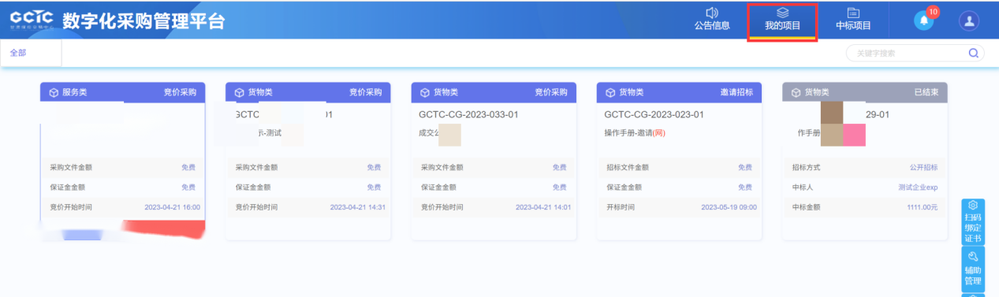 GCTC 数字化采购管理平台
公告信息
我的项目
中标项目
10
全部
关键字搜索
服务类 竞价采购
采购文件金额 免费
保证金金额 免费
竞价开始时间 2023-04-21 16:00
货物类 竞价采购
GCTC 01
示-测试
采购文件金额 免费
保证金金额 免费
竞价开始时间 2023-04-21 14:31
货物类 竞价采购
GCTC-CG-2023-033-01
成交公
采购文件金额 免费
保证金金额 免费
竞价开始时间 2023-04-21 14:01
货物类 邀请招标
GCTC-CG-2023-023-01
操作手册-邀请(网)
招标文件金额 免费
保证金金额 免费
开标时间 2023-05-19 09:00
货物类 已结束
29-01
作手册
招标方式 公开招标
中标人 测试企业exp
中标金额 1111.00元
扫码
绑定
证书
辅助
管理